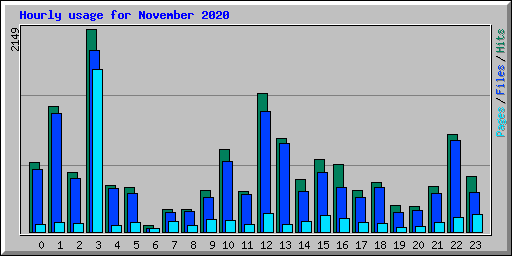 Hourly usage for November 2020
2149
Pages / Files / Hits
0 1 2 3 4 5 6 7 8 9 10 11 12 13 14 15 16 17 18 19 20 21 22 23